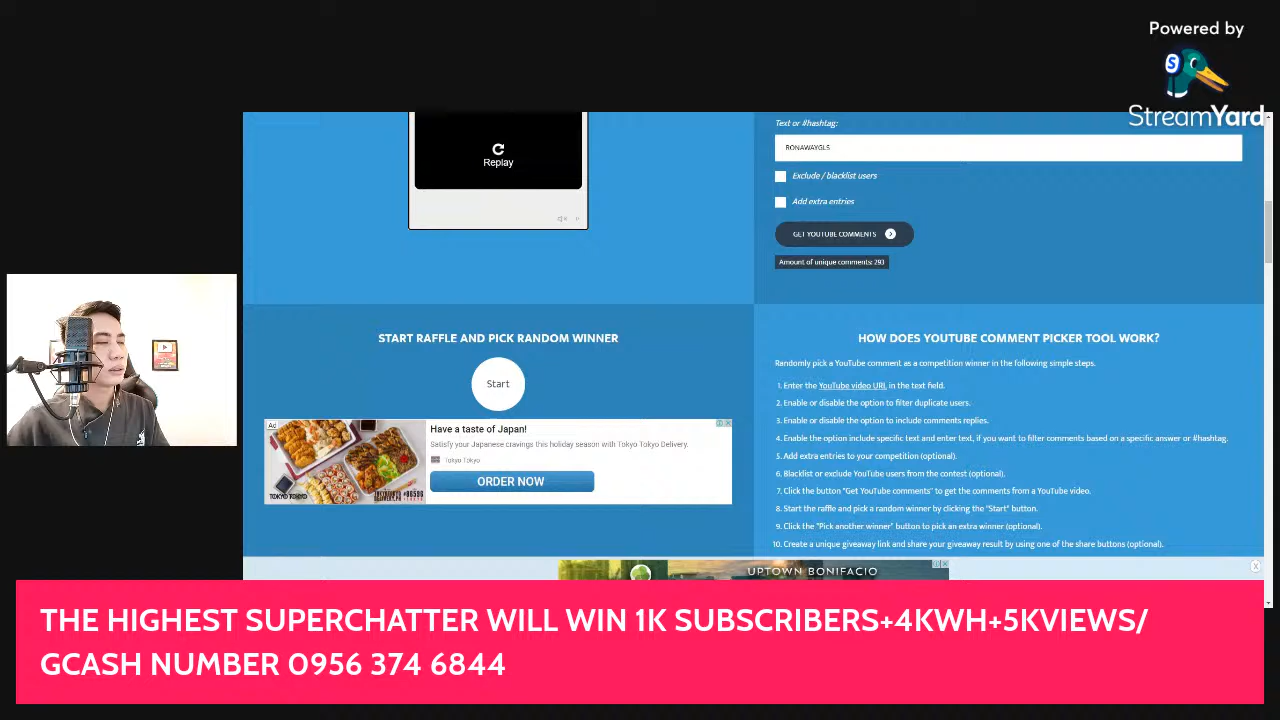 Powered by
StreamYard
Replay
Text or #hashtag:
RONAWAYGLS
Exclude / blacklist users
Add extra entries
GET YOUTUBE COMMENTS
Amount of unique comments: 293
START RAFFLE AND PICK RANDOM WINNER
Start
Ad
Have a taste of Japan!
Satisfy your Japanese cravings this holiday season with Tokyo Tokyo Delivery.
Tokyo Tokyo
ORDER NOW
TOKYO TOKYO
HOW DOES YOUTUBE COMMENT PICKER TOOL WORK?
Randomly pick a YouTube comment as a competition winner in the following simple steps.
1. Enter the YouTube video URL in the text field.
2. Enable or disable the option to filter duplicate users.
3. Enable or disable the option to include comments replies.
4. Enable the option include specific text and enter text, if you want to filter comments based on a specific answer or #hashtag.
5. Add extra entries to your competition (optional).
6. Blacklist or exclude YouTube users from the contest (optional).
7. Click the button "Get YouTube comments" to get the comments from a YouTube video.
8. Start the raffle and pick a random winner by clicking the "Start" button.
9. Click the "Pick another winner" button to pick an extra winner (optional).
10. Create a unique giveaway link and share your giveaway result by using one of the share buttons (optional).
UPTOWN BONIFACIO
THE HIGHEST SUPERCHATTER WILL WIN 1K SUBSCRIBERS+4KWH+5KVIEWS/
GCASH NUMBER 0956 374 6844